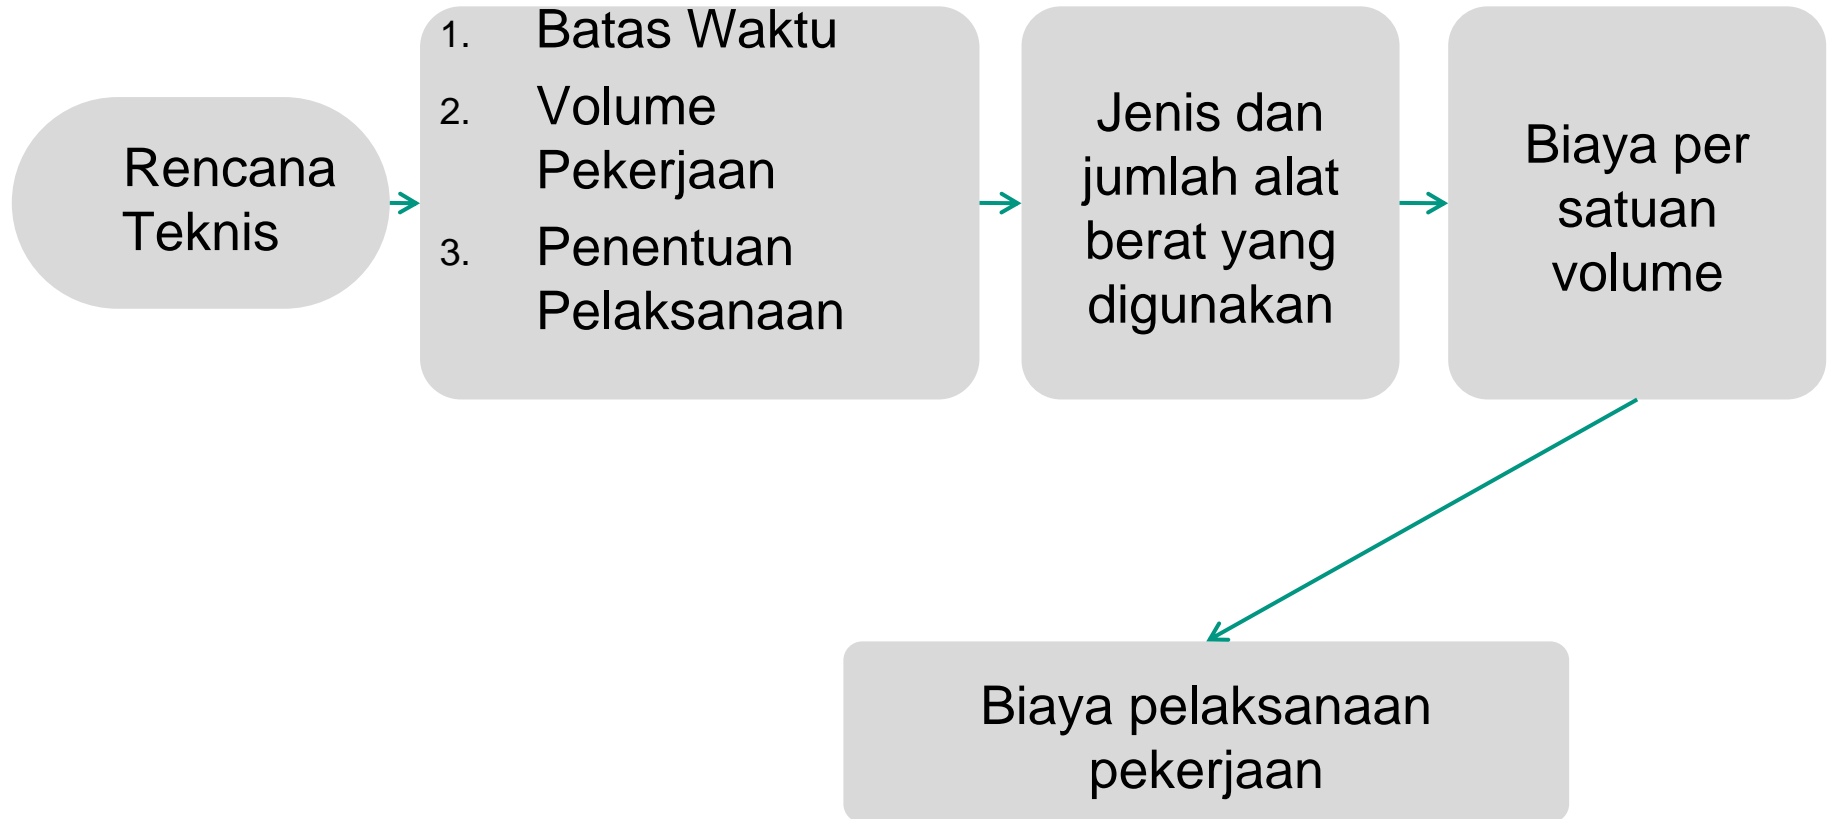 Rencana
Teknis
1. Batas Waktu
2. Volume
Pekerjaan
3. Penentuan
Pelaksanaan
Jenis dan
jumlah alat
berat yang
digunakan
Biaya per
satuan
volume
Biaya pelaksanaan
pekerjaan